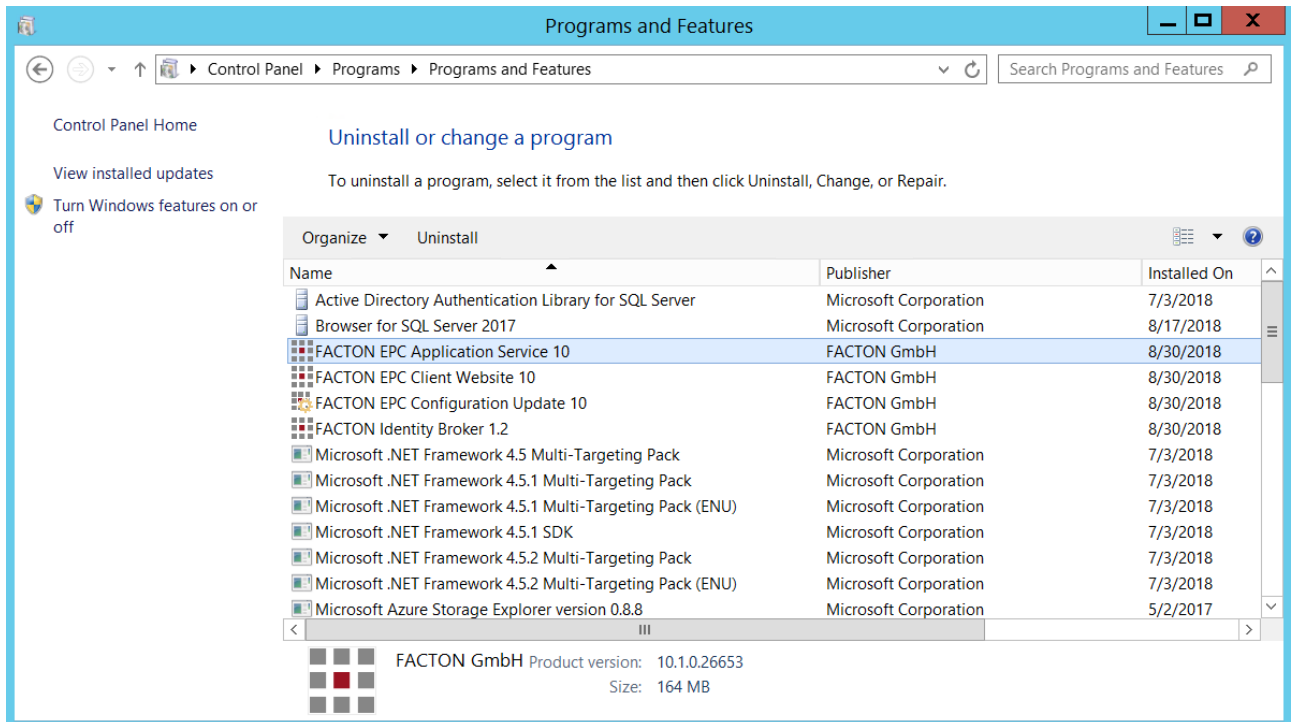 Programs and Features
X
Control Panel Programs Programs and Features
Search Programs and Features
Control Panel Home
View installed updates
Turn Windows features on or
off
Uninstall or change a program
To uninstall a program, select it from the list and then click Uninstall, Change, or Repair.
Organize Uninstall ?
Name Publisher Installed On
Active Directory Authentication Library for SQL Server Microsoft Corporation 7/3/2018
Browser for SQL Server 2017 Microsoft Corporation 8/17/2018
FACTON EPC Application Service 10 FACTON GmbH 8/30/2018
FACTON EPC Client Website 10 FACTON GmbH 8/30/2018
FACTON EPC Configuration Update 10 FACTON GmbH 8/30/2018
FACTON Identity Broker 1.2 FACTON GmbH 8/30/2018
Microsoft .NET Framework 4.5 Multi-Targeting Pack Microsoft Corporation 7/3/2018
Microsoft .NET Framework 4.5.1 Multi-Targeting Pack Microsoft Corporation 7/3/2018
Microsoft .NET Framework 4.5.1 Multi-Targeting Pack (ENU) Microsoft Corporation 7/3/2018
Microsoft .NET Framework 4.5.1 SDK Microsoft Corporation 7/3/2018
Microsoft .NET Framework 4.5.2 Multi-Targeting Pack Microsoft Corporation 7/3/2018
Microsoft .NET Framework 4.5.2 Multi-Targeting Pack (ENU) Microsoft Corporation 7/3/2018
Microsoft Azure Storage Explorer version 0.8.8 Microsoft Corporation 5/2/2017
FACTON GmbH Product version: 10.1.0.26653
Size: 164 MB